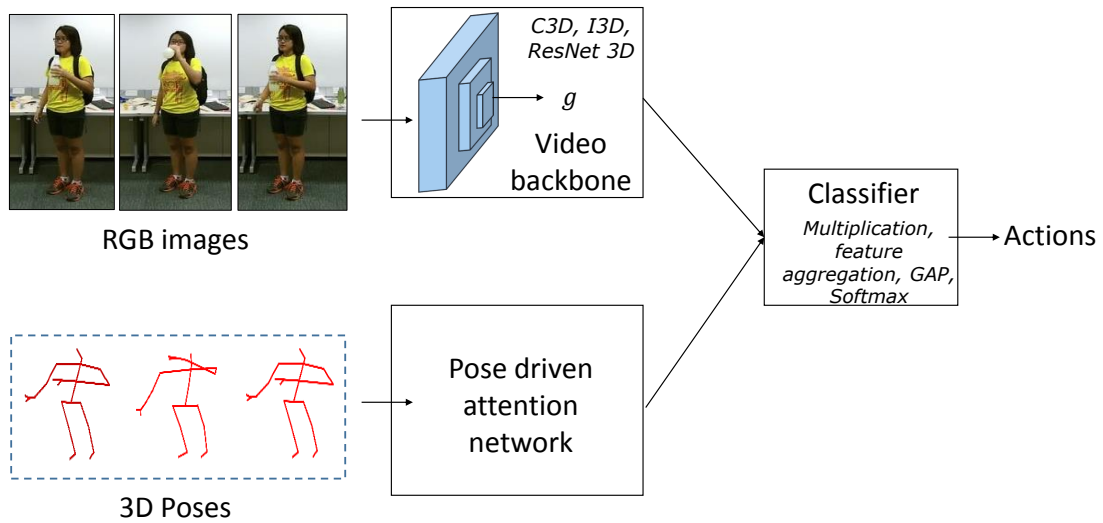 RGB images
C3D, I3D,
ResNet 3D
g
Video
backbone
Classifier
Multiplication,
feature
aggregation, GAP,
Softmax
Actions
3D Poses
Pose driven
attention
network